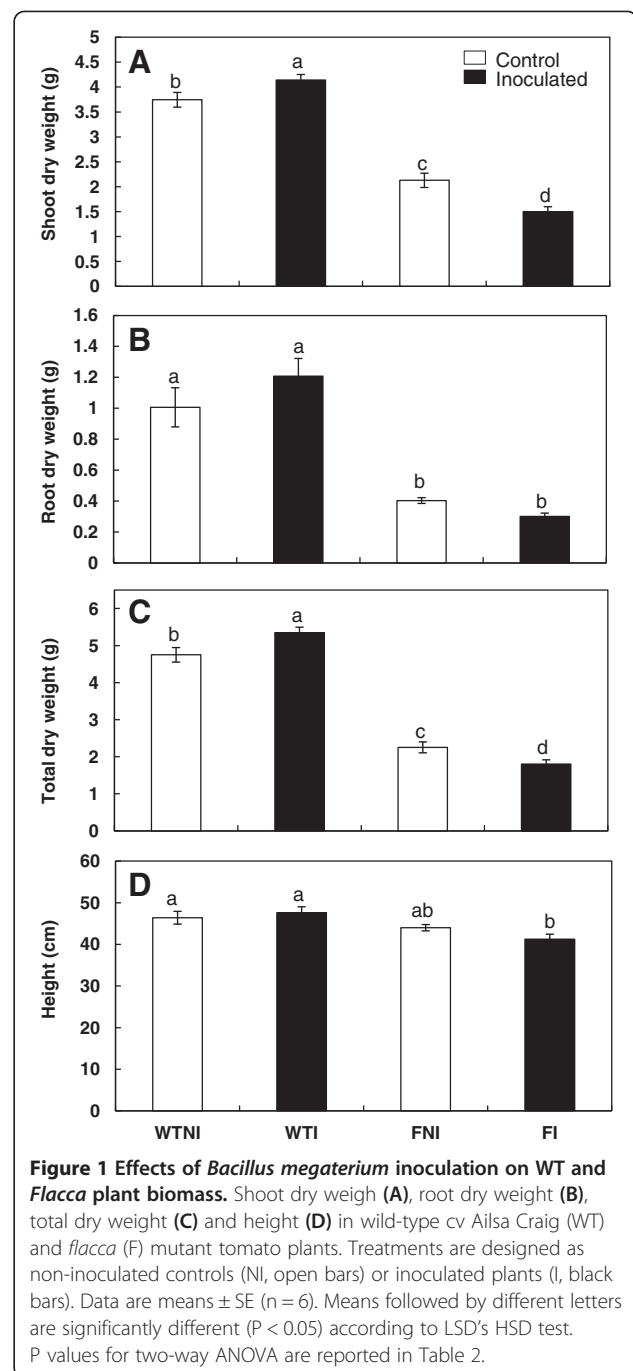 A
Control
Inoculated
Shoot dry weight (g)
5
4.5
4
3.5
3
2.5
2
1.5
1
0.5
0
b
a
c
d
B
Root dry weight (g)
1.6
1.4
1.2
1
0.8
0.6
0.4
0.2
0
a
a
b
b
C
Total dry weight (g)
6
5
4
3
2
1
0
b
a
c
d
D
Height (cm)
60
50
40
30
20
10
0
a
a
ab
b
WTNI WTI FNI FI
Figure 1 Effects of Bacillus megaterium inoculation on WT and
Flacca plant biomass. Shoot dry weigh (A), root dry weight (B),
total dry weight (C) and height (D) in wild-type cv Ailsa Craig (WT)
and flacca (F) mutant tomato plants. Treatments are designed as
non-inoculated controls (NI, open bars) or inoculated plants (I, black
bars). Data are means ± SE (n = 6). Means followed by different letters
are significantly different (P < 0.05) according to LSD's HSD test.
P values for two-way ANOVA are reported in Table 2.